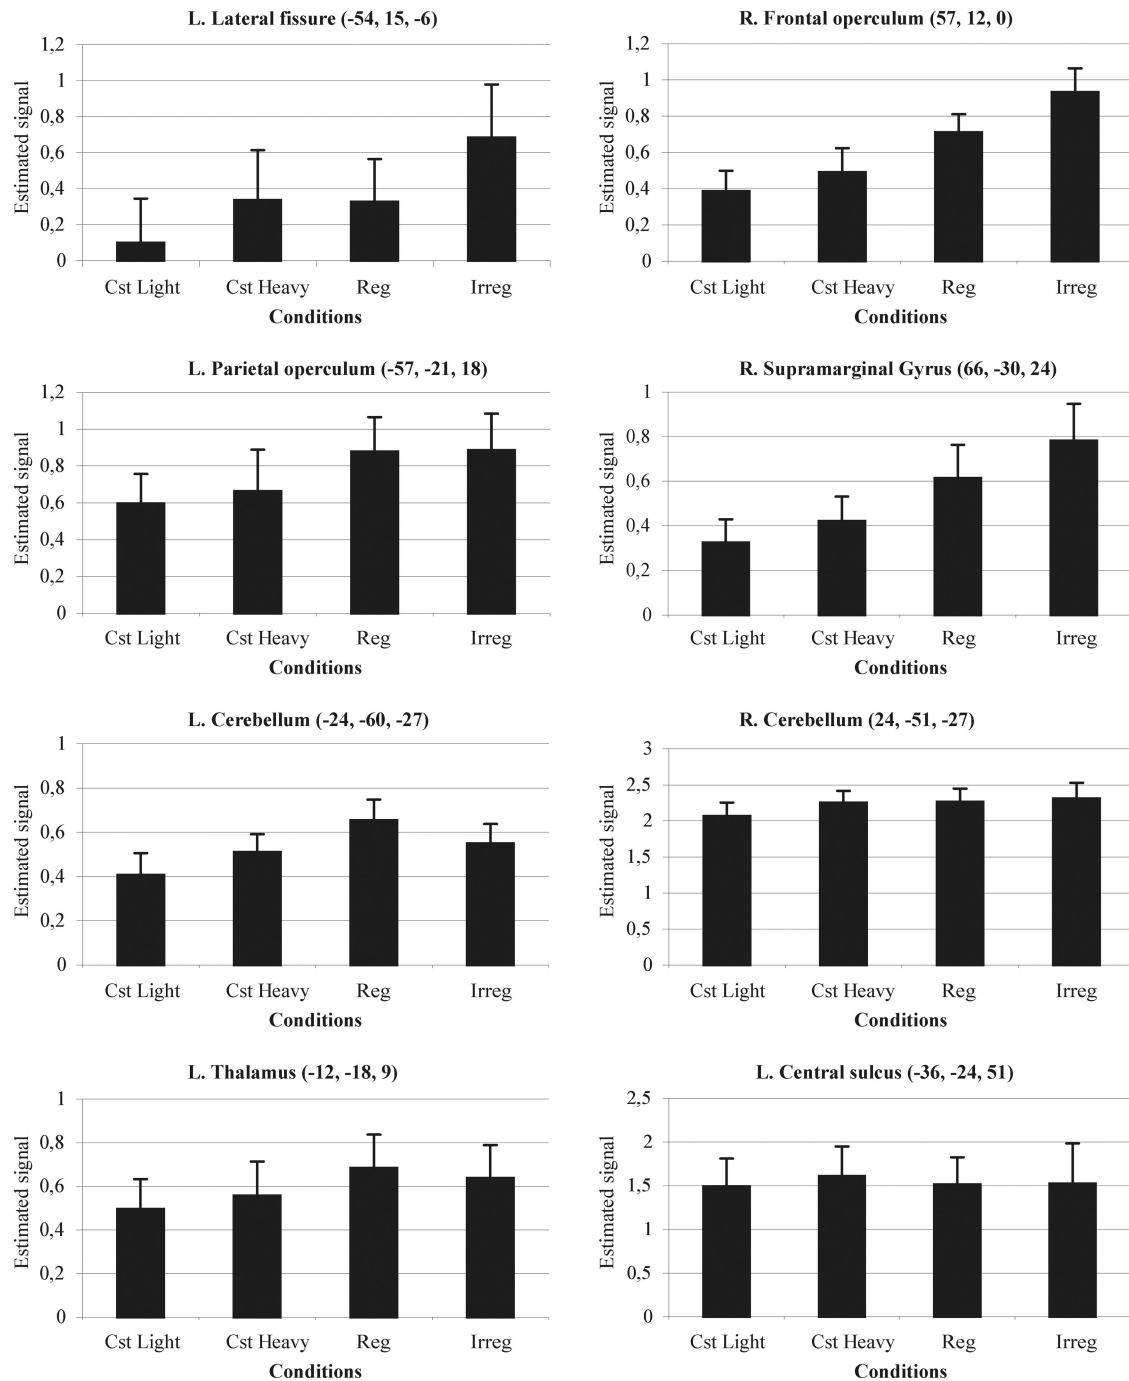 L. Lateral fissure (-54, 15, -6)
Estimated signal
1,2
1
0,8
0,6
0,4
0,2
0
Cst Light Cst Heavy Reg Irreg
Conditions
R. Frontal operculum (57, 12, 0)
Estimated signal
1,2
1
0,8
0,6
0,4
0,2
0
Cst Light Cst Heavy Reg Irreg
Conditions
L. Parietal operculum (-57, -21, 18)
Estimated signal
1,2
1
0,8
0,6
0,4
0,2
0
Cst Light Cst Heavy Reg Irreg
Conditions
R. Supramarginal Gyrus (66, -30, 24)
Estimated signal
1
0,8
0,6
0,4
0,2
0
Cst Light Cst Heavy Reg Irreg
Conditions
L. Cerebellum (-24, -60, -27)
Estimated signal
1
0,8
0,6
0,4
0,2
0
Cst Light Cst Heavy Reg Irreg
Conditions
R. Cerebellum (24, -51, -27)
Estimated signal
3
2,5
2
1,5
1
0,5
0
Cst Light Cst Heavy Reg Irreg
Conditions
L. Thalamus (-12, -18, 9)
Estimated signal
1
0,8
0,6
0,4
0,2
0
Cst Light Cst Heavy Reg Irreg
Conditions
L. Central sulcus (-36, -24, 51)
Estimated signal
2,5
2
1,5
1
0,5
0
Cst Light Cst Heavy Reg Irreg
Conditions